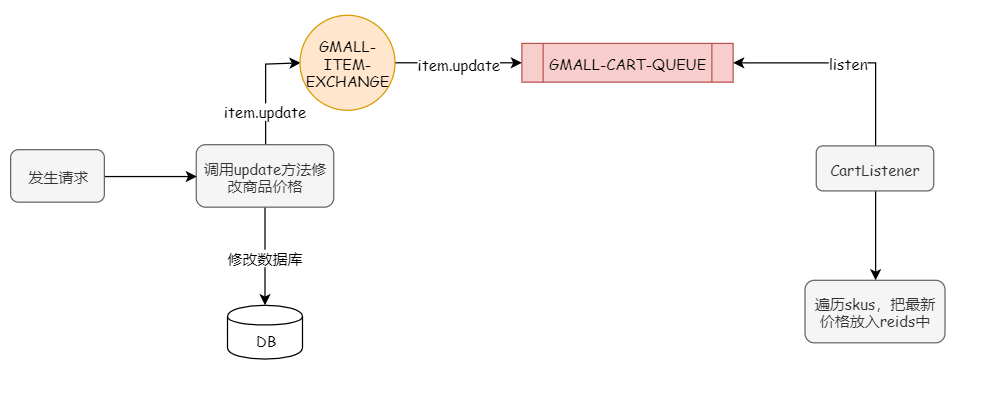 GMALL-
ITEM-
EXCHANGE
item.update
GMALL-CART-QUEUE
listen
item.update
发生请求
调用update方法修
改商品价格
CartListener
修改数据库
DB
遍历skus，把最新
价格放入reids中